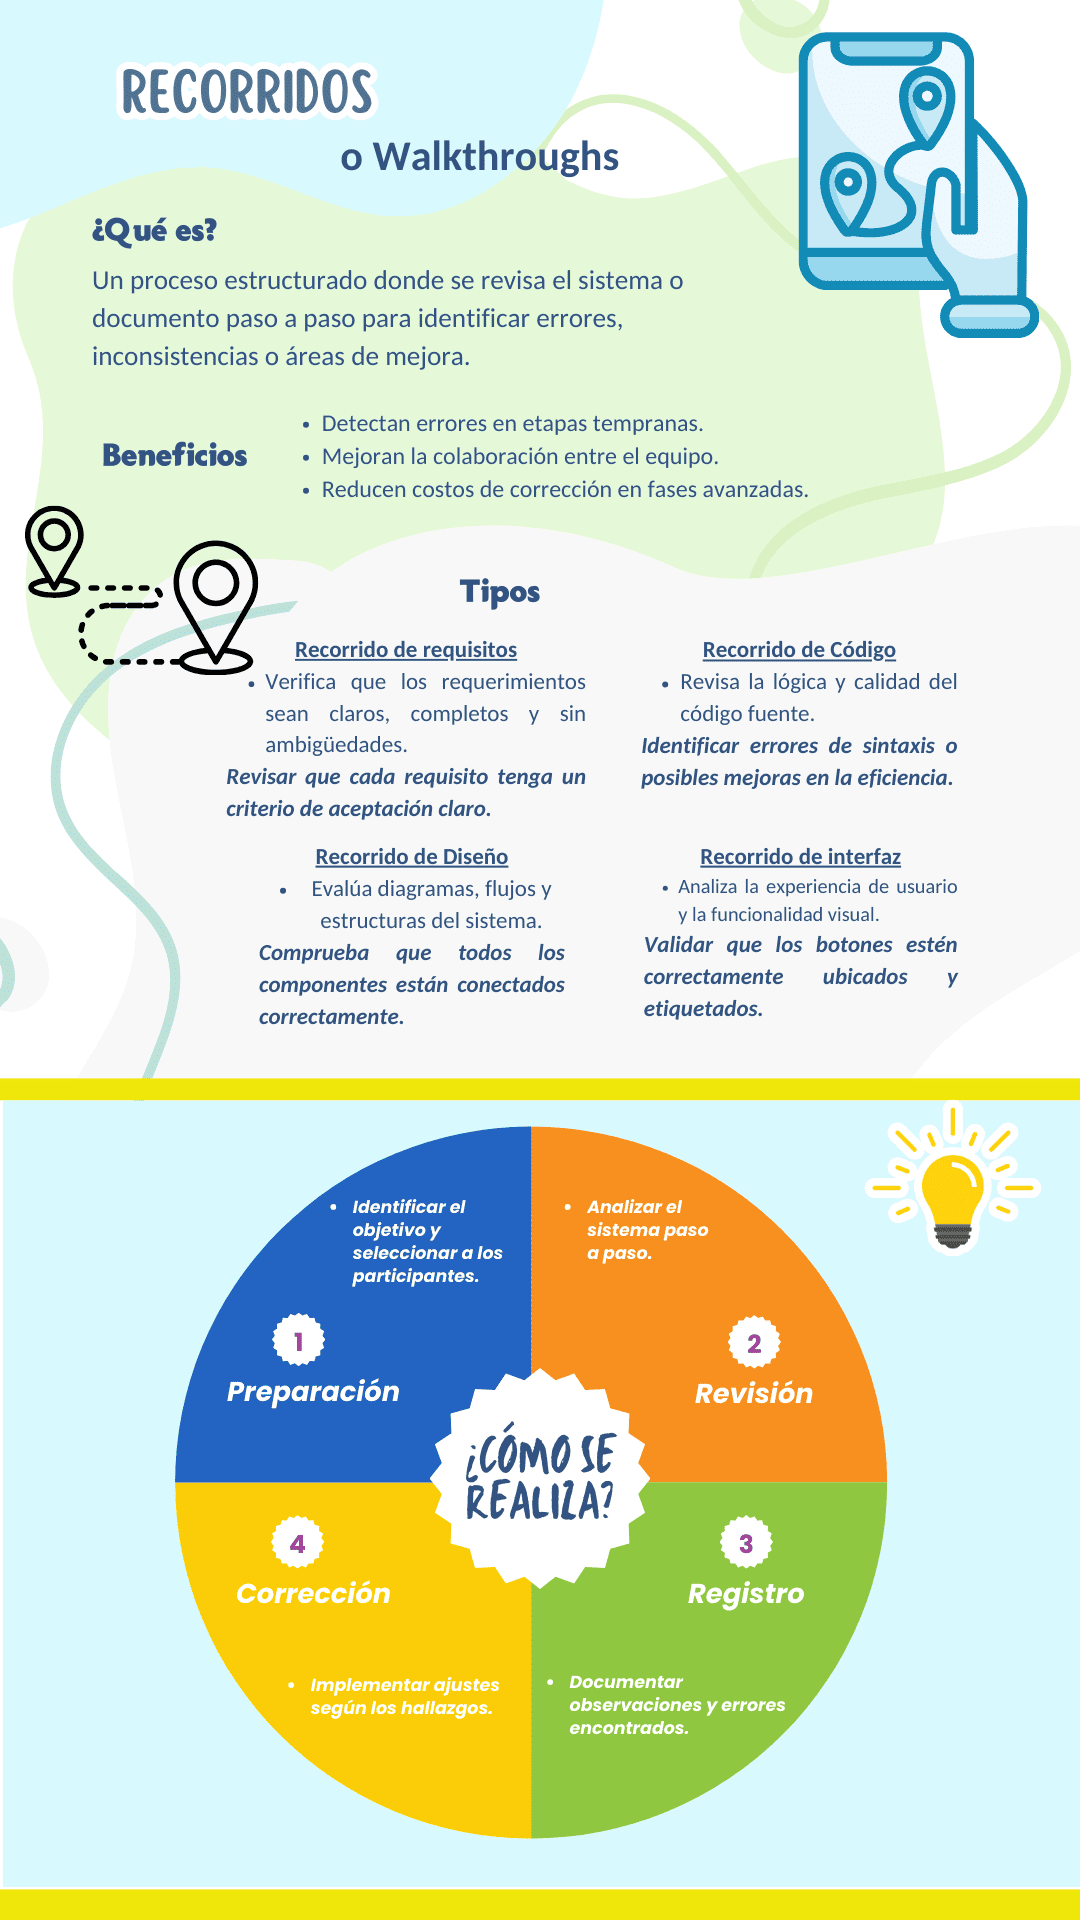 RECORRIDOS
o Walkthroughs
¿Qué es?
Un proceso estructurado donde se revisa el sistema o
documento paso a paso para identificar errores,
inconsistencias o áreas de mejora.
Beneficios
• Detectan errores en etapas tempranas.
• Mejoran la colaboración entre el equipo.
• Reducen costos de corrección en fases avanzadas.
Tipos
Recorrido de requisitos
• Verifica que los requerimientos
sean claros, completos y sin
ambigüedades.
Revisar que cada requisito tenga un
criterio de aceptación claro.
Recorrido de Código
• Revisa la lógica y calidad del
código fuente.
Identificar errores de sintaxis o
posibles mejoras en la eficiencia.
Recorrido de Diseño
• Evalúa diagramas, flujos y
estructuras del sistema.
Comprueba que todos los
componentes están conectados
correctamente.
Recorrido de interfaz
• Analiza la experiencia de usuario
y la funcionalidad visual.
Validar que los botones estén
correctamente ubicados y
etiquetados.
¿CÓMO SE
REALIZA?
• Identificar el
objetivo y
seleccionar a los
participantes.
1
Preparación
• Analizar el
sistema paso
a paso.
2
Revisión
3
Registro
• Documentar
observaciones y errores
encontrados.
4
Corrección
• Implementar ajustes
según los hallazgos.